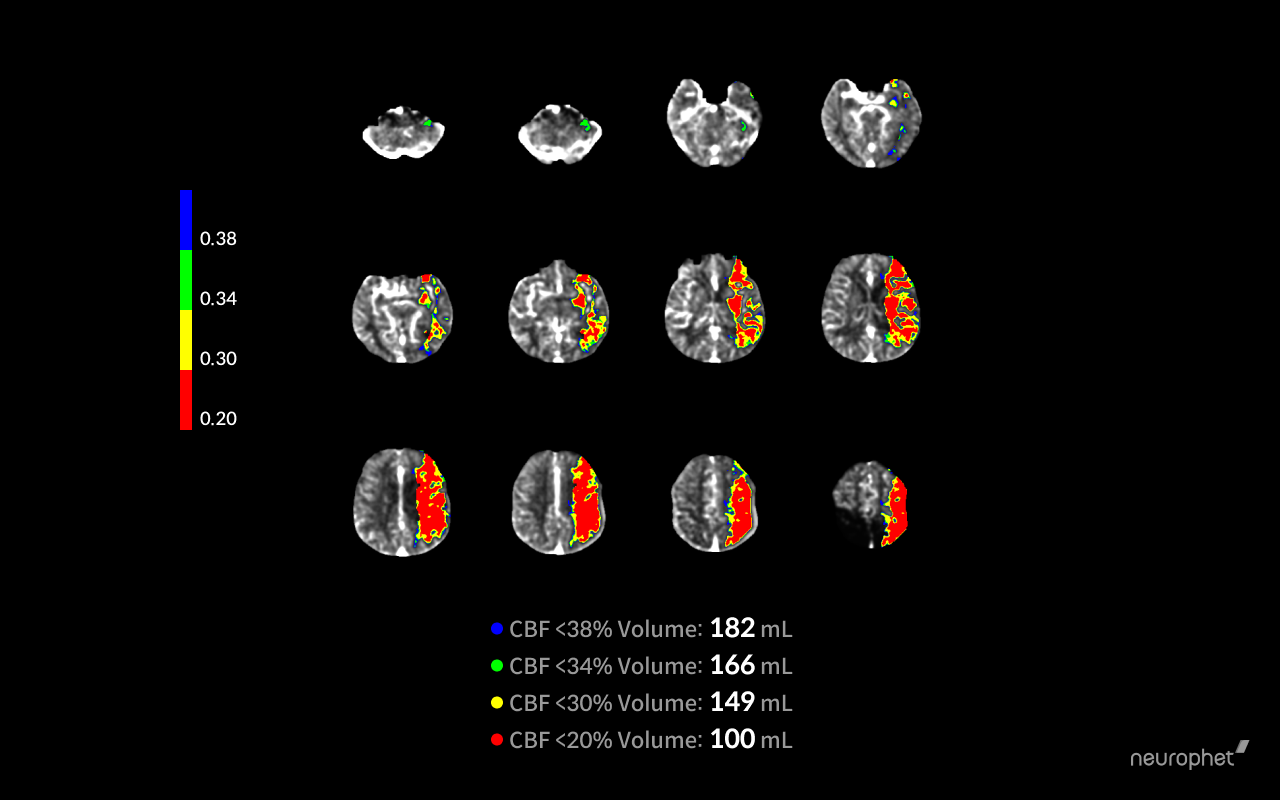 0.38
0.34
0.30
0.20
CBF <38% Volume: 182 mL
CBF <34% Volume: 166 mL
CBF <30% Volume: 149 mL
CBF <20% Volume: 100 mL
neurophet